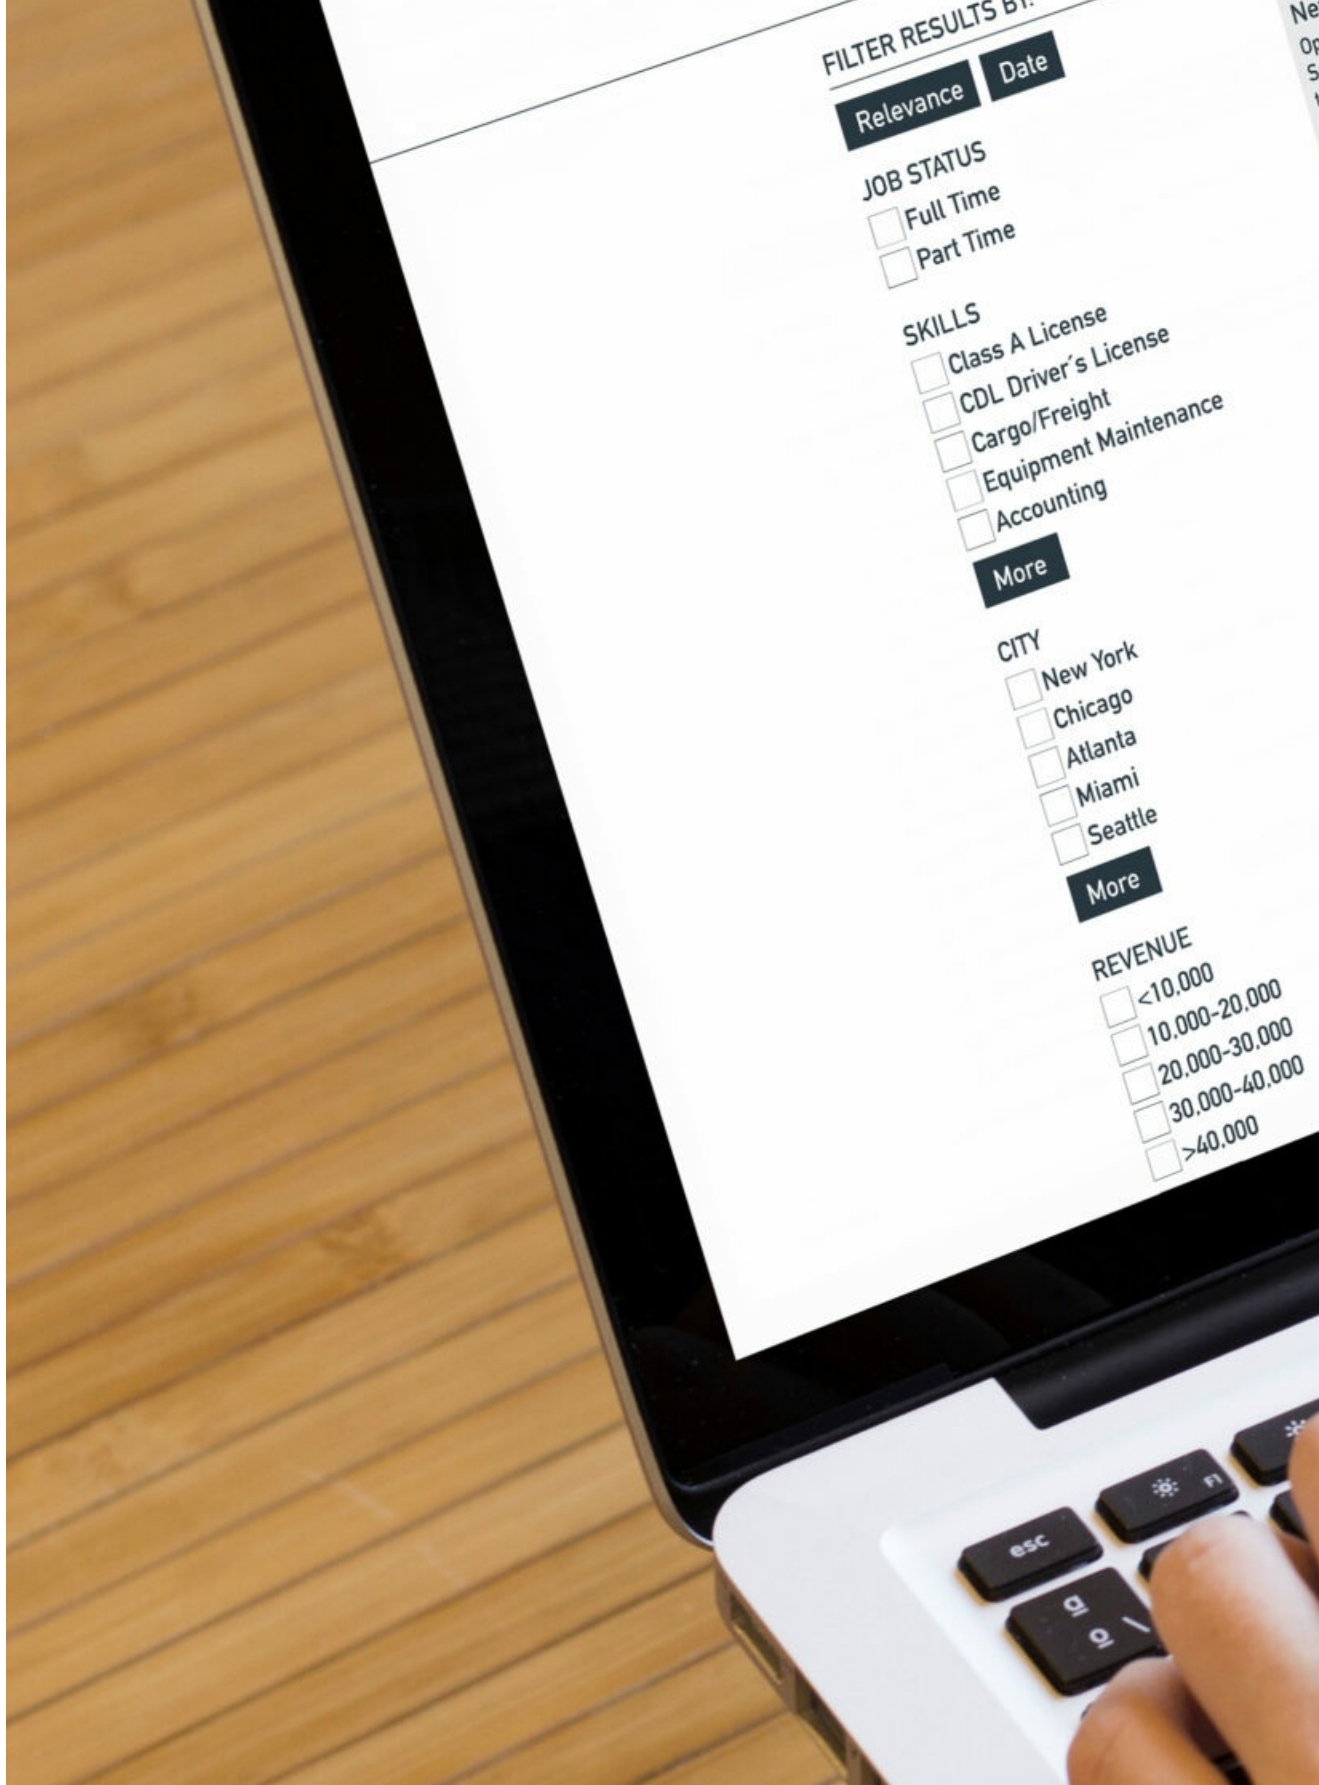 FILTER RESULTS BY:
Relevance Date
JOB STATUS
Full Time
Part Time
SKILLS
Class A License
CDL Driver´s License
Cargo/Freight
Equipment Maintenance
Accounting
More
CITY
New York
Chicago
Atlanta
Miami
Seattle
More
REVENUE
<10,000
10,000-20,000
20,000-30,000
30,000-40,000
>40,000
esc
F1
a
o \